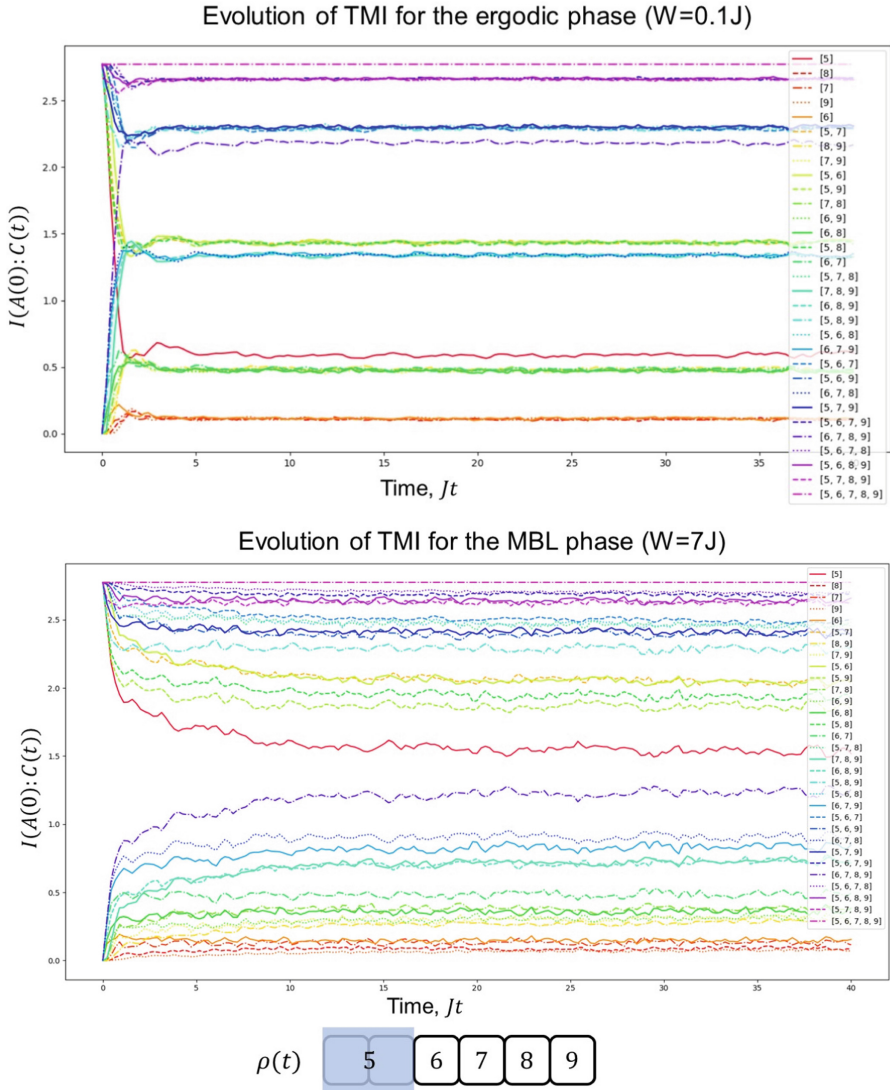 Evolution of TMI for the ergodic phase (W=0.1J)
I(A(0):C(t))
2.5
2.0
1.5
1.0
0.5
0.0
0 5 10 15 20 25 30 35
Time, Jt
[5]
[8]
[7]
[9]
[6]
[5, 7]
[8, 9]
[7, 9]
[5, 6]
[5, 9]
[7, 8]
[6, 9]
[6, 8]
[5, 8]
[6, 7]
[5, 7, 8]
[7, 8, 9]
[6, 8, 9]
[5, 8, 9]
[5, 6, 8]
[6, 7, 9]
[5, 6, 7]
[5, 6, 9]
[6, 7, 8]
[5, 7, 9]
[5, 6, 7, 9]
[6, 7, 8, 9]
[5, 6, 7, 8]
[5, 6, 8, 9]
[5, 7, 8, 9]
[5, 6, 7, 8, 9]
Evolution of TMI for the MBL phase (W=7J)
I(A(0):C(t))
2.5
2.0
1.5
1.0
0.5
0.0
0 5 10 15 20 25 30 35 40
Time, Jt
[5]
[8]
[7]
[9]
[6]
[5, 7]
[8, 9]
[7, 9]
[5, 6]
[5, 9]
[7, 8]
[6, 9]
[6, 8]
[5, 8]
[6, 7]
[5, 7, 8]
[7, 8, 9]
[6, 8, 9]
[5, 8, 9]
[5, 6, 8]
[6, 7, 9]
[5, 6, 7]
[5, 6, 9]
[6, 7, 8]
[5, 7, 9]
[5, 6, 7, 9]
[6, 7, 8, 9]
[5, 6, 7, 8]
[5, 6, 8, 9]
[5, 7, 8, 9]
[5, 6, 7, 8, 9]
ρ(t) 5 6 7 8 9